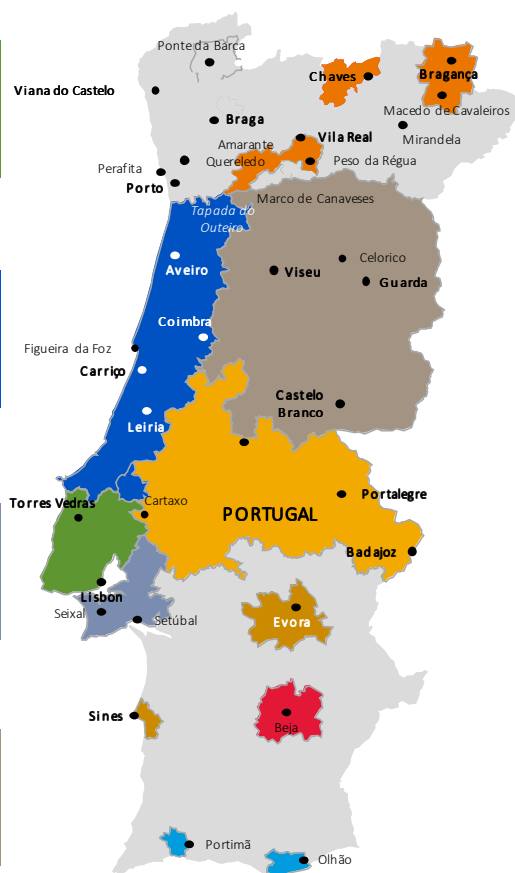 Ponte da Barca
Chaves
Bragança
Viana do Castelo
Macedo de Cavaleiros
Braga
Vila Real
Mirandela
Amarante
Quereledo
Peso da Régua
Perafita
Porto
Marco de Canaveses
Tapada do
Outeiro
Celorico
Aveiro
Viseu
Guarda
Coimbra
Figueira da Foz
Carriço
Castelo
Branco
Leiria
Portalegre
Torres Vedras
Cartaxo
PORTUGAL
Badajoz
Lisbon
Seixal
Setúbal
Evora
Sines
Beja
Portimã
Olhão